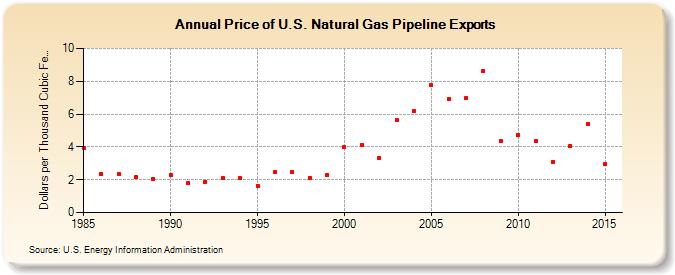 Annual Price of U.S. Natural Gas Pipeline Exports
Dollars per Thousand Cubic Fe...
10
8
6
4
2
0
1985 1990 1995 2000 2005 2010 2015
Source: U.S. Energy Information Administration